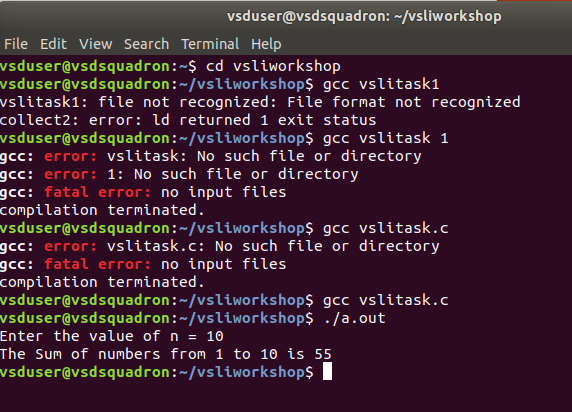 vsduser@vsdsquadron: ~/vsliworkshop
File Edit View Search Terminal Help
vsduser@vsdsquadron:~$ cd vsliworkshop
vsduser@vsdsquadron:~/vsliworkshop$ gcc vslitask1
vslitask1: file not recognized: File format not recognized
collect2: error: ld returned 1 exit status
vsduser@vsdsquadron:~/vsliworkshop$ gcc vslitask 1
gcc: error: vslitask: No such file or directory
gcc: error: 1: No such file or directory
gcc: fatal error: no input files
compilation terminated.
vsduser@vsdsquadron:~/vsliworkshop$ gcc vslitask.c
gcc: error: vslitask.c: No such file or directory
gcc: fatal error: no input files
compilation terminated.
vsduser@vsdsquadron:~/vsliworkshop$ gcc vslitask.c
vsduser@vsdsquadron:~/vsliworkshop$ ./a.out
Enter the value of n = 10
The Sum of numbers from 1 to 10 is 55
vsduser@vsdsquadron:~/vsliworkshop$